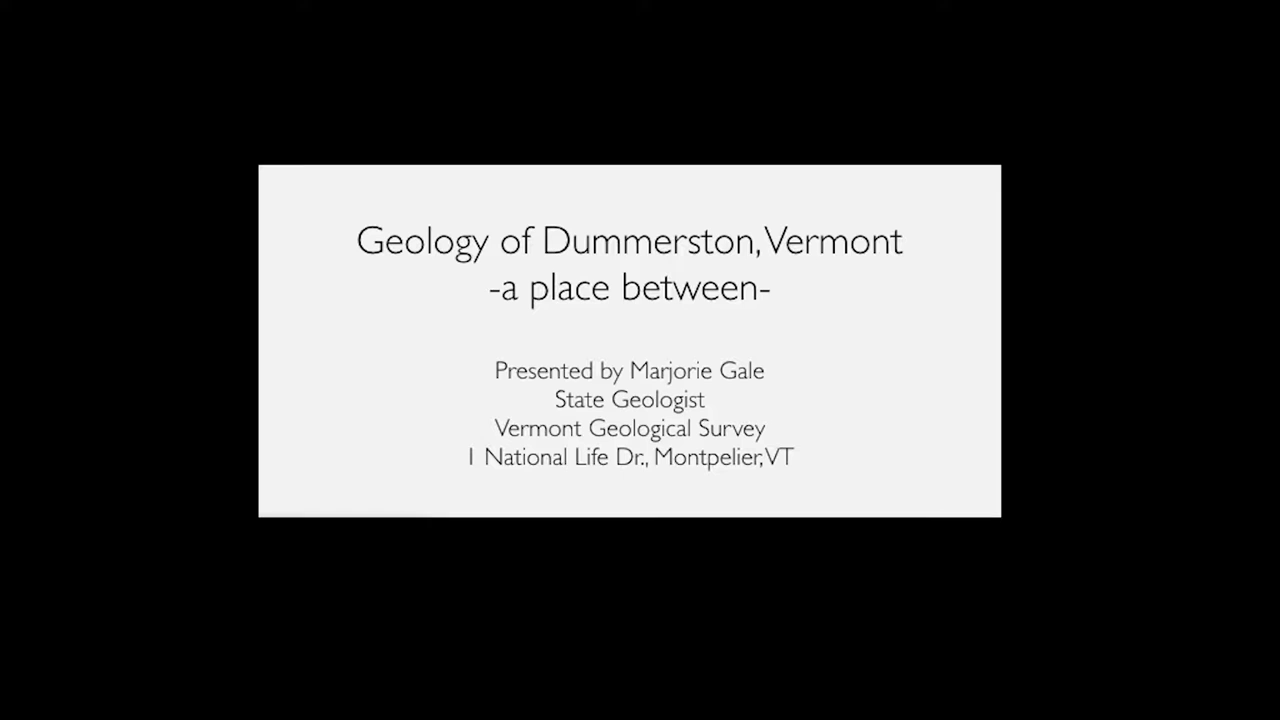 Geology of Dummerston, Vermont
-a place between-
Presented by Marjorie Gale
State Geologist
Vermont Geological Survey
1 National Life Dr., Montpelier, VT